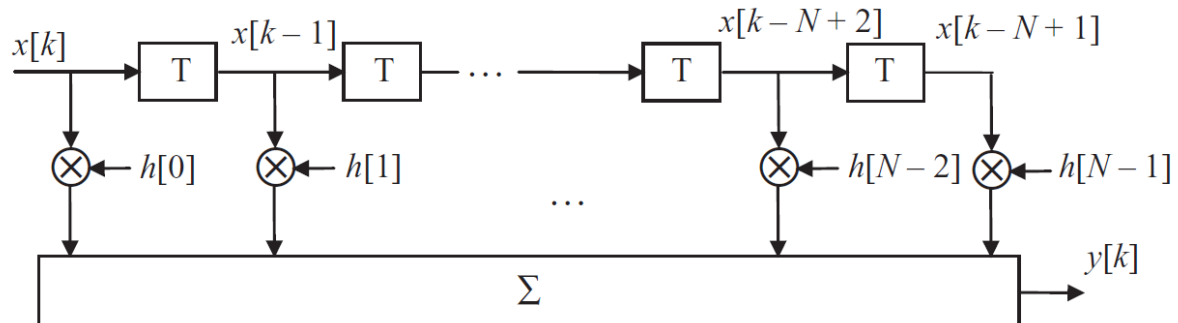 x[k] x[k − 1] x[k − N + 2] x[k − N + 1]
T T … T T
h[0] h[1] h[N − 2] h[N − 1]
…
y[k]
Σ